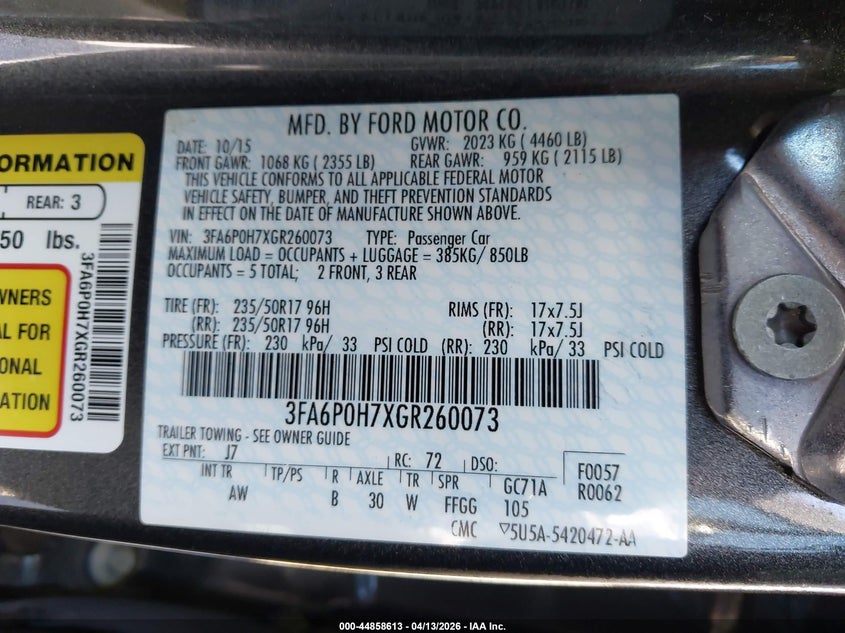 MFD. BY FORD MOTOR CO.
DATE: 10/15 GVWR: 2023 KG ( 4460 LB)
FRONT GAWR: 1068 KG ( 2355 LB) REAR GAWR: 959 KG ( 2115 LB)
THIS VEHICLE CONFORMS TO ALL APPLICABLE FEDERAL MOTOR
VEHICLE SAFETY, BUMPER, AND THEFT PREVENTION STANDARDS
IN EFFECT ON THE DATE OF MANUFACTURE SHOWN ABOVE.
VIN: 3FA6P0H7XGR260073 TYPE: Passenger Car
MAXIMUM LOAD = OCCUPANTS + LUGGAGE = 385KG/ 850LB
OCCUPANTS = 5 TOTAL; 2 FRONT, 3 REAR
TIRE (FR): 235/50R17 96H RIMS (FR): 17x7.5J
(RR): 235/50R17 96H (RR): 17x7.5J
PRESSURE (FR): 230 kPa/ 33 PSI COLD (RR): 230 kPa/ 33 PSI COLD
3FA6P0H7XGR260073
TRAILER TOWING - SEE OWNER GUIDE
EXT PNT: J7 RC: 72 DSO:
INT TR TP/PS R AXLE TR SPR GC71A F0057
AW B 30 W FFGG 105 R0062
CMC ▽5U5A-5420472-AA
ORMATION
REAR: 3
50 lbs.
WNERS
AL FOR
ONAL
ATION
3FA6P0H7XGR260073
000-44858613 - 04/13/2026 - IAA Inc.